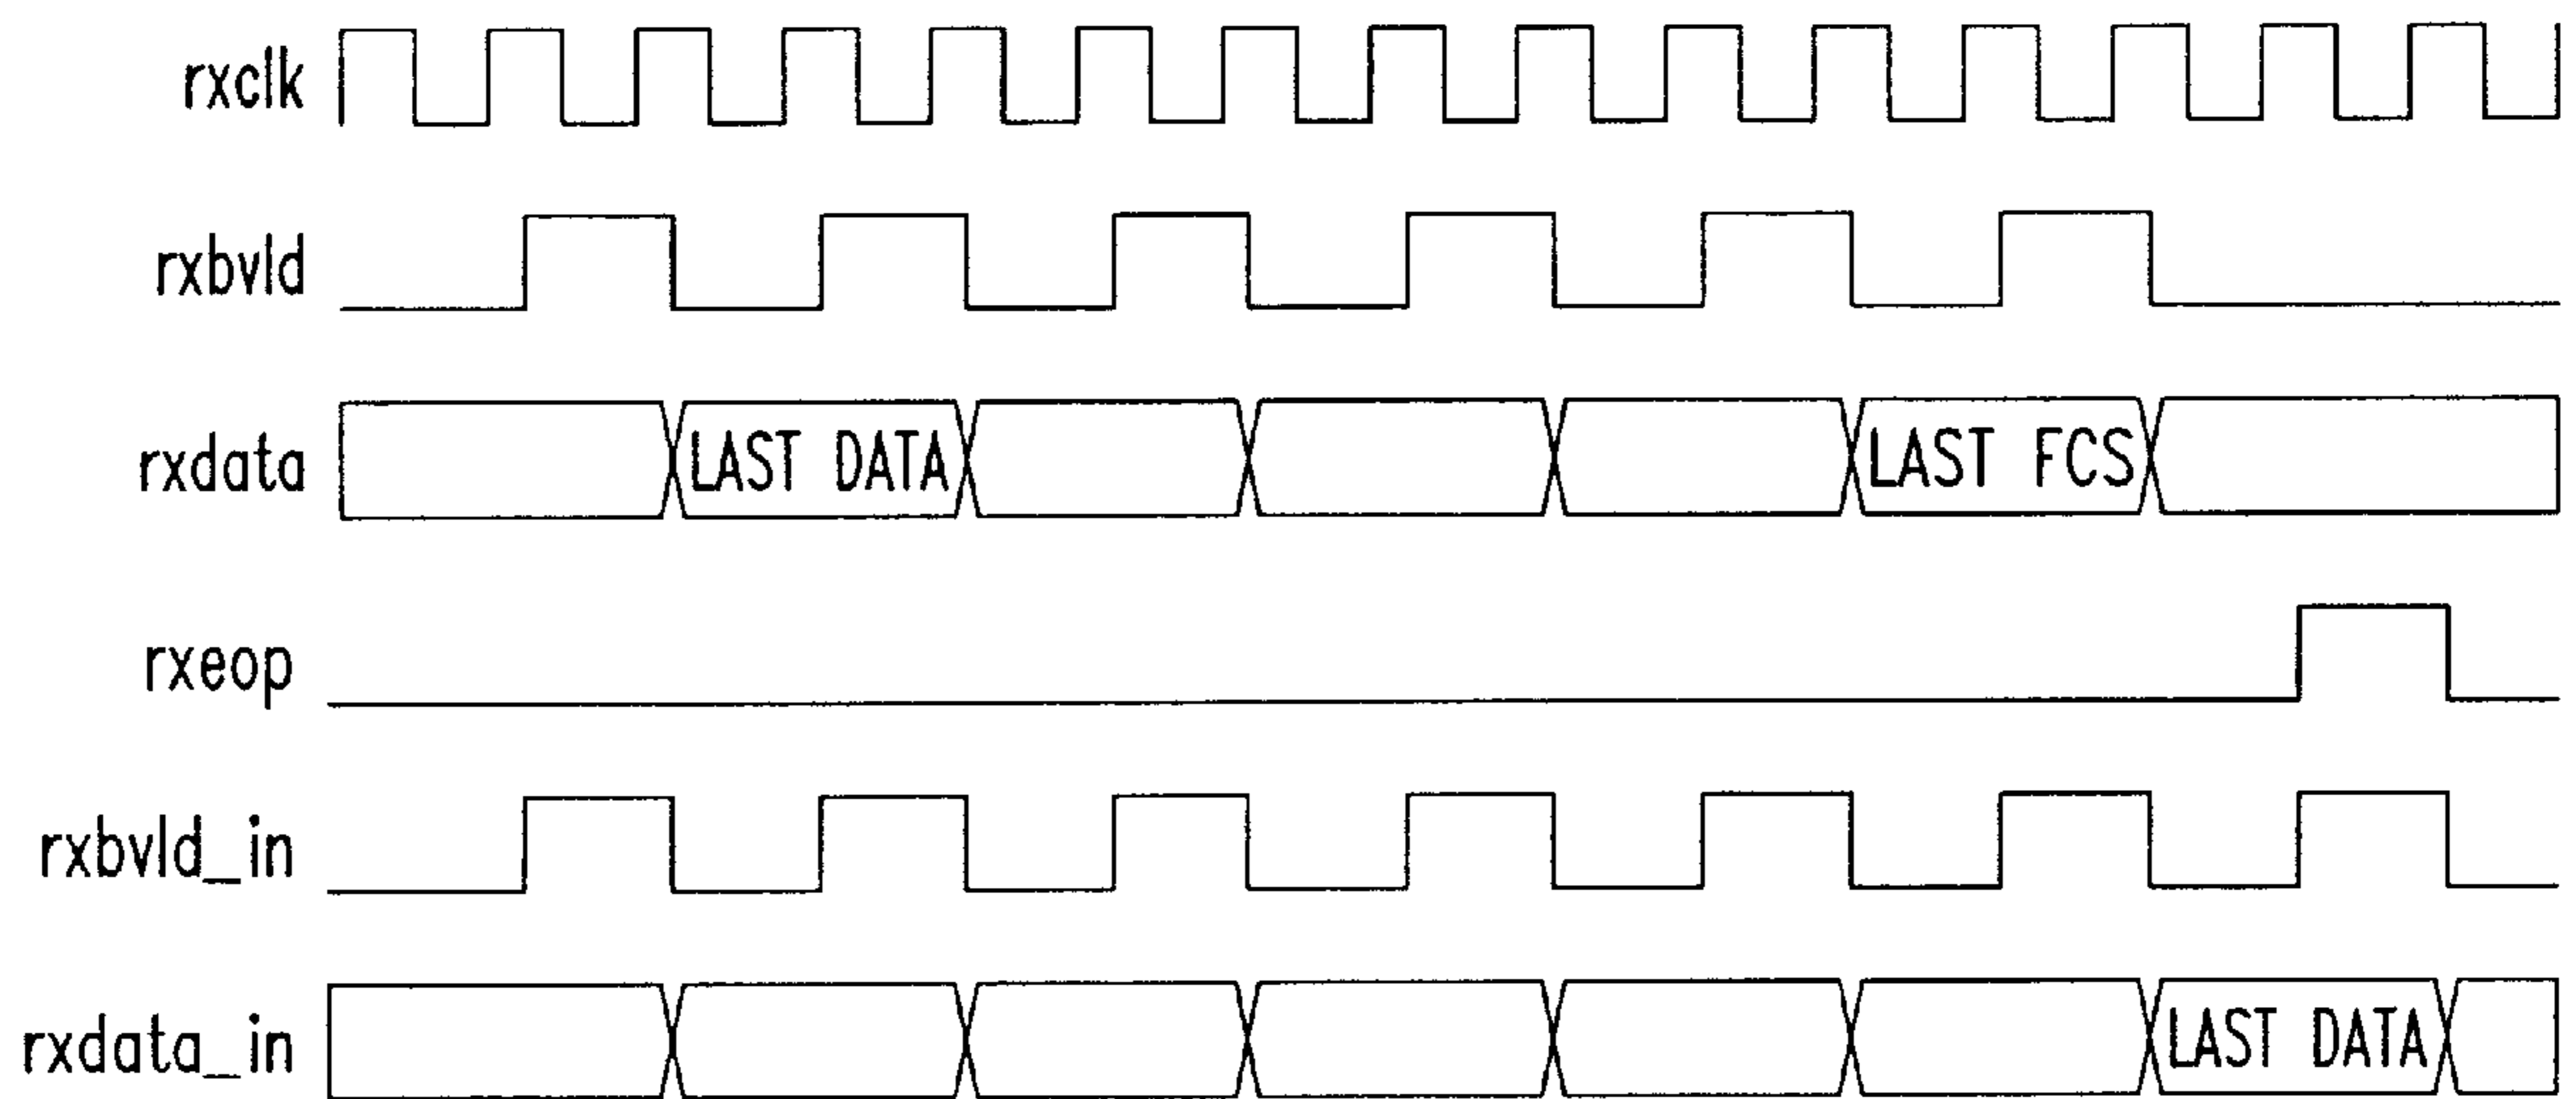 rxclk
rxbvld
rxdata LAST DATA LAST FCS
rxeop
rxbvld_in
rxdata_in LAST DATA